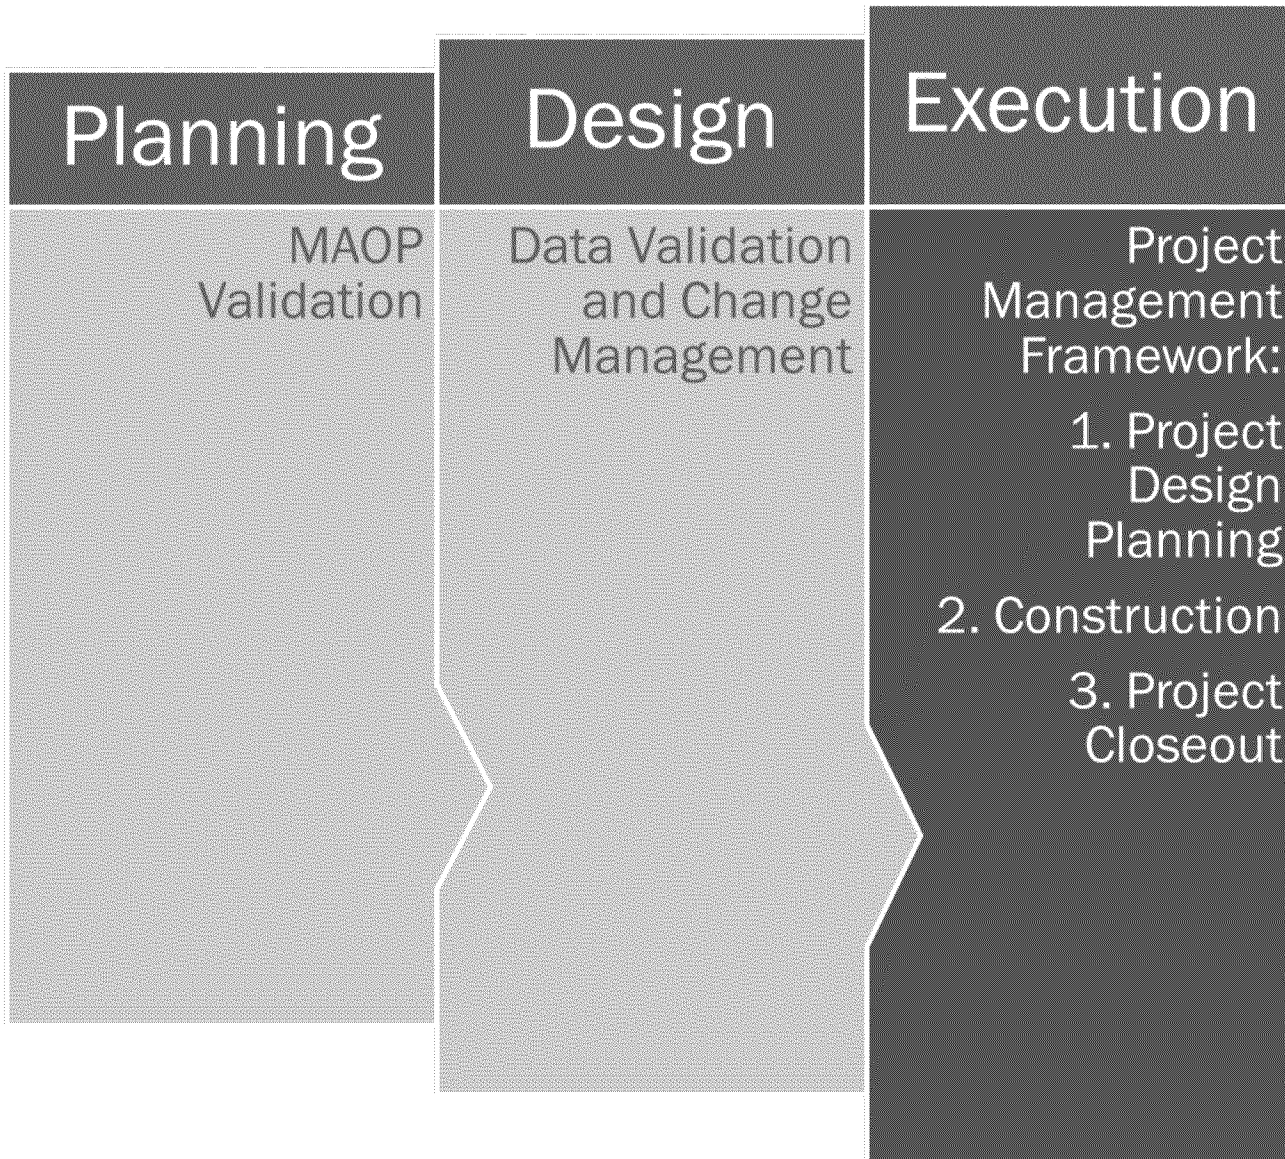 Planning
MAOP
Validation
Design
Data Validation
and Change
Management
Execution
Project
Management
Framework:
1. Project
Design
Planning
2. Construction
3. Project
Closeout